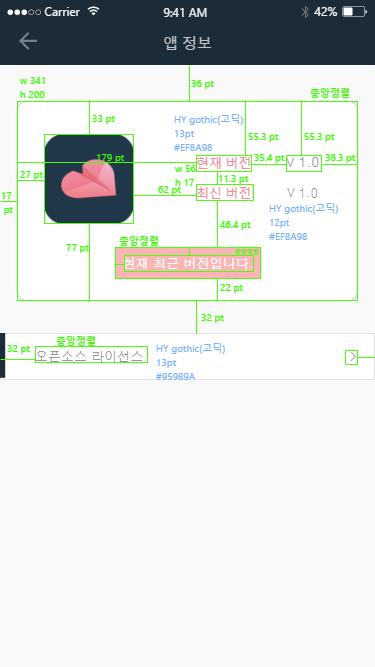 Carrier 9:41 AM 42%
앱 정보
w 341
h 200
36 pt
중앙정렬
33 pt
HY gothic(고딕)
13pt
#EF8A98
55.3 pt
55.3 pt
179 pt
현재 버전
35.4 pt
V 1.0
38.3 pt
w 56
h 17
11.3 pt
27 pt
62 pt
최신 버전
V 1.0
17
pt
HY gothic(고딕)
12pt
#EF8A98
46.4 pt
77 pt
중앙정렬
중앙정렬
현재 최근 버전입니다.
22 pt
32 pt
중앙정렬
32 pt
오픈소스 라이선스
HY gothic(고딕)
13pt
#95989A